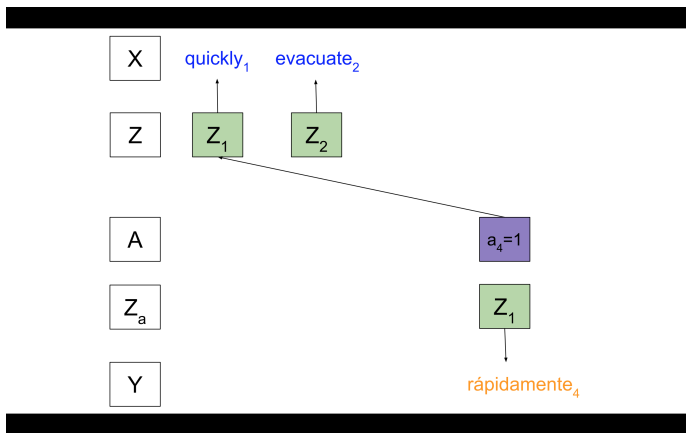 X quickly₁ evacuate₂
Z Z₁ Z₂
A a₄=1
Zₐ Z₁
Y rápidamente₄